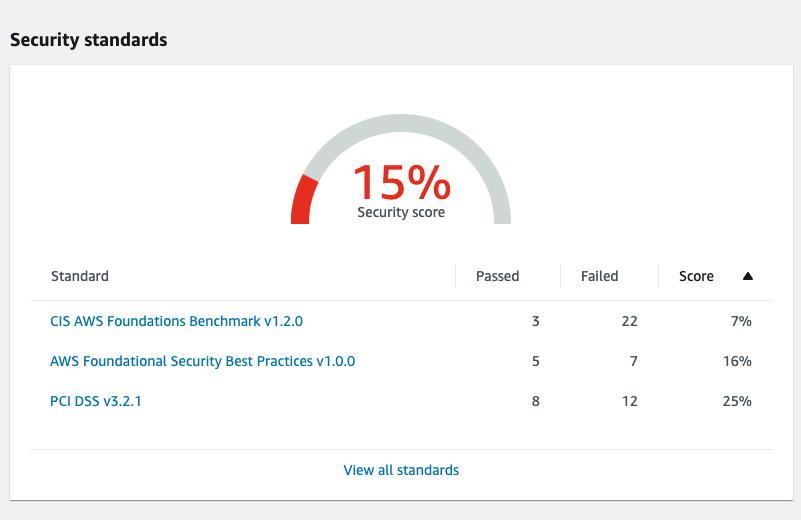 Security standards
15%
Security score
Standard Passed Failed Score ▲
CIS AWS Foundations Benchmark v1.2.0 3 22 7%
AWS Foundational Security Best Practices v1.0.0 5 7 16%
PCI DSS v3.2.1 8 12 25%
View all standards